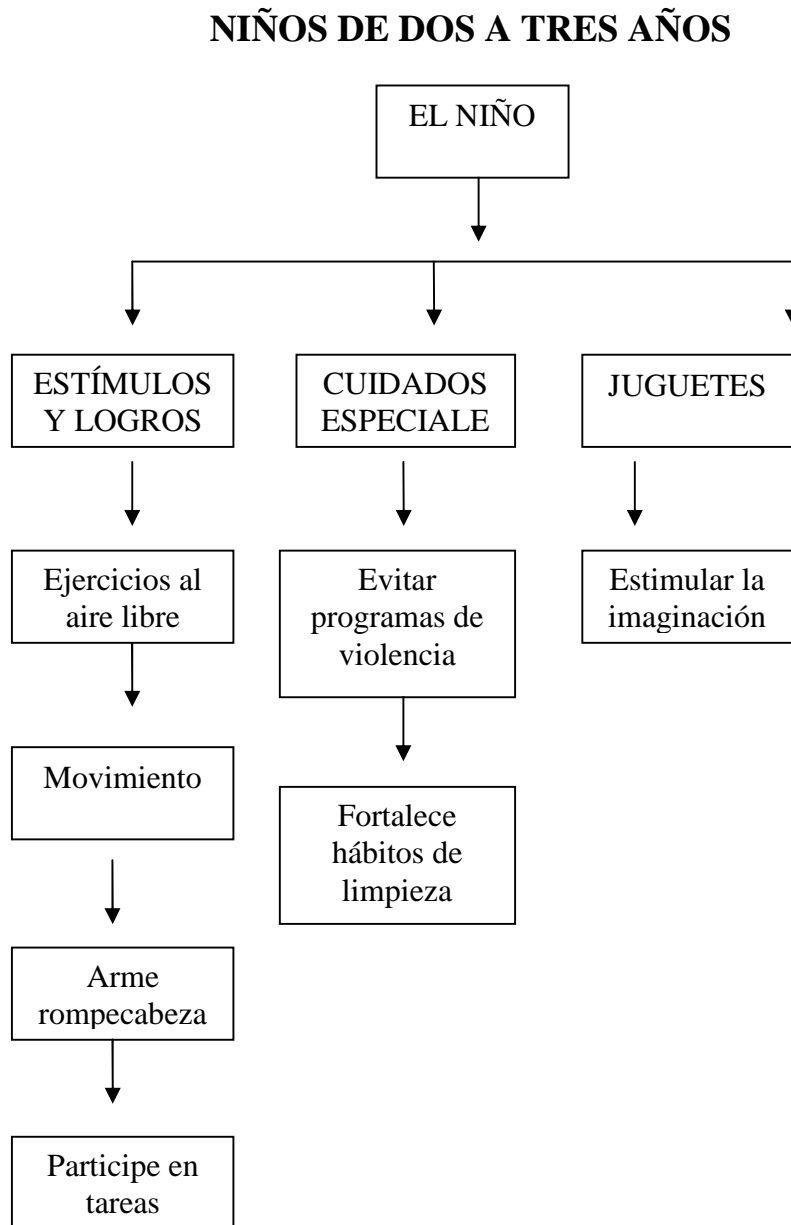 NIÑOS DE DOS A TRES AÑOS
EL NIÑO
ESTÍMULOS
Y LOGROS
Ejercicios al
aire libre
Movimiento
Arme
rompecabeza
Participe en
tareas
CUIDADOS
ESPECIALE
Evitar
programas de
violencia
Fortalece
hábitos de
limpieza
JUGUETES
Estimular la
imaginación